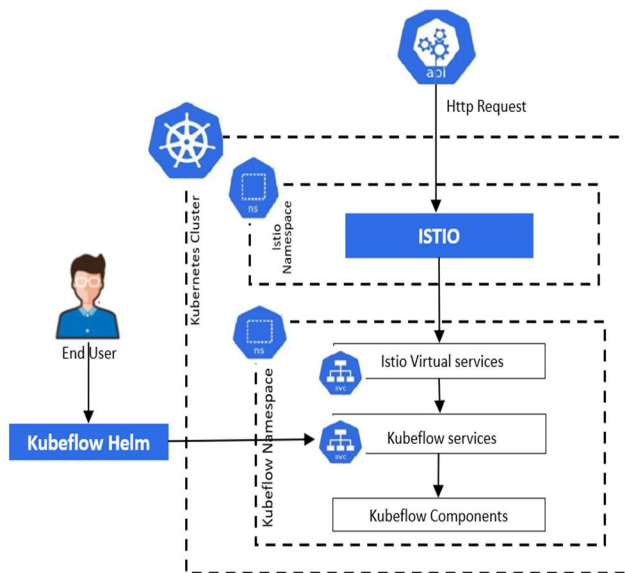 api
Http Request
Kubernetes Cluster
ns
Istio
Namespace
ISTIO
End User
ns
Kubeflow Namespace
Istio Virtual services
svc
Kubeflow Helm
Kubeflow services
svc
Kubeflow Components